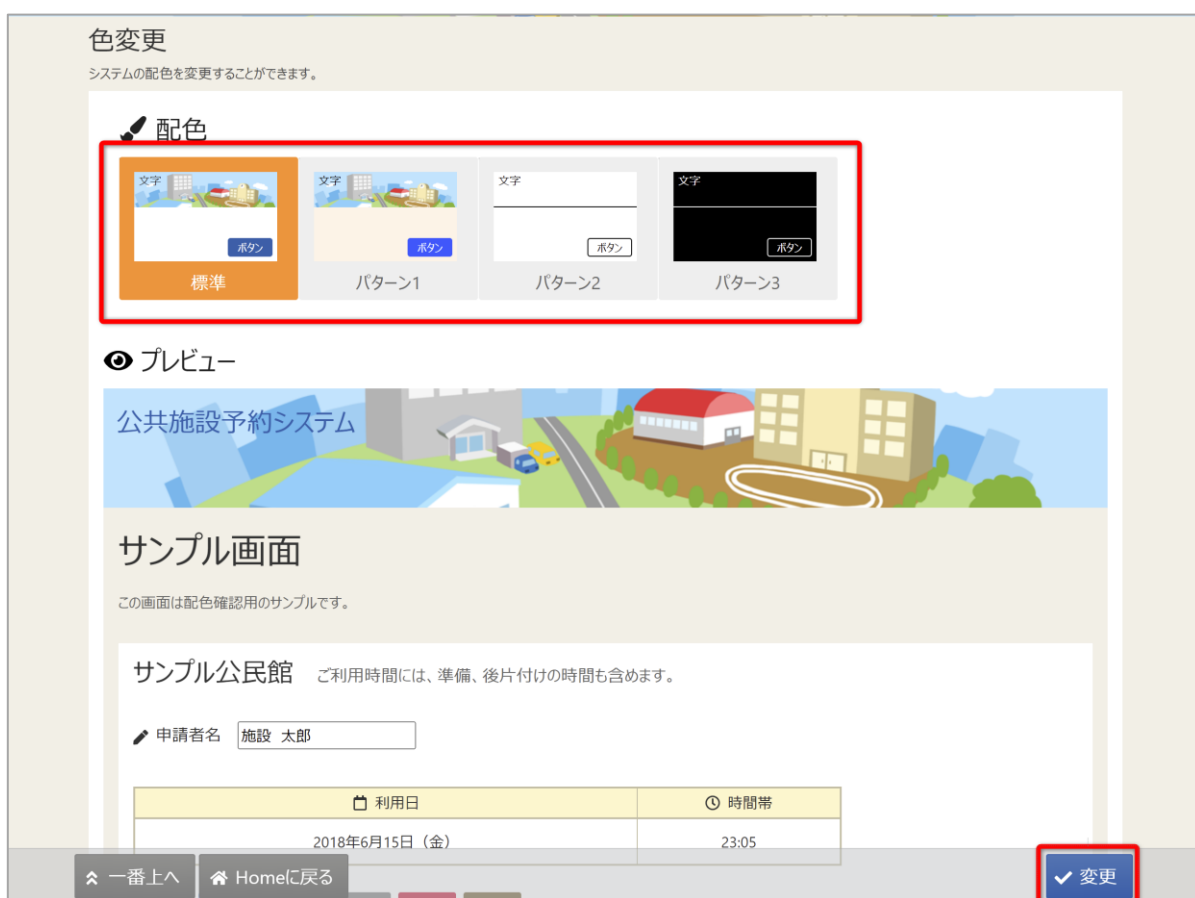 色変更
システムの配色を変更することができます。
配色
文字 文字 文字 文字
ボタン ボタン ボタン ボタン
標準 パターン1 パターン2 パターン3
プレビュー
公共施設予約システム
サンプル画面
この画面は配色確認用のサンプルです。
サンプル公民館 ご利用時間には、準備、後片付けの時間も含めます。
申請者名 施設 太郎
利用日 時間帯
2018年6月15日（金） 23:05
一番上へ Homeに戻る 変更